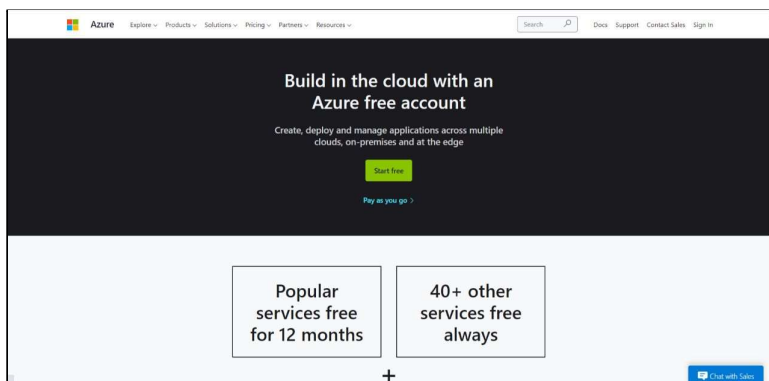 Azure Explore Products Solutions Pricing Partners Resources Search Docs Support Contact Sales Sign In
Build in the cloud with an
Azure free account
Create, deploy and manage applications across multiple
clouds, on-premises and at the edge
Start free
Pay as you go >
Popular
services free
for 12 months
40+ other
services free
always
+
Chat with Sales